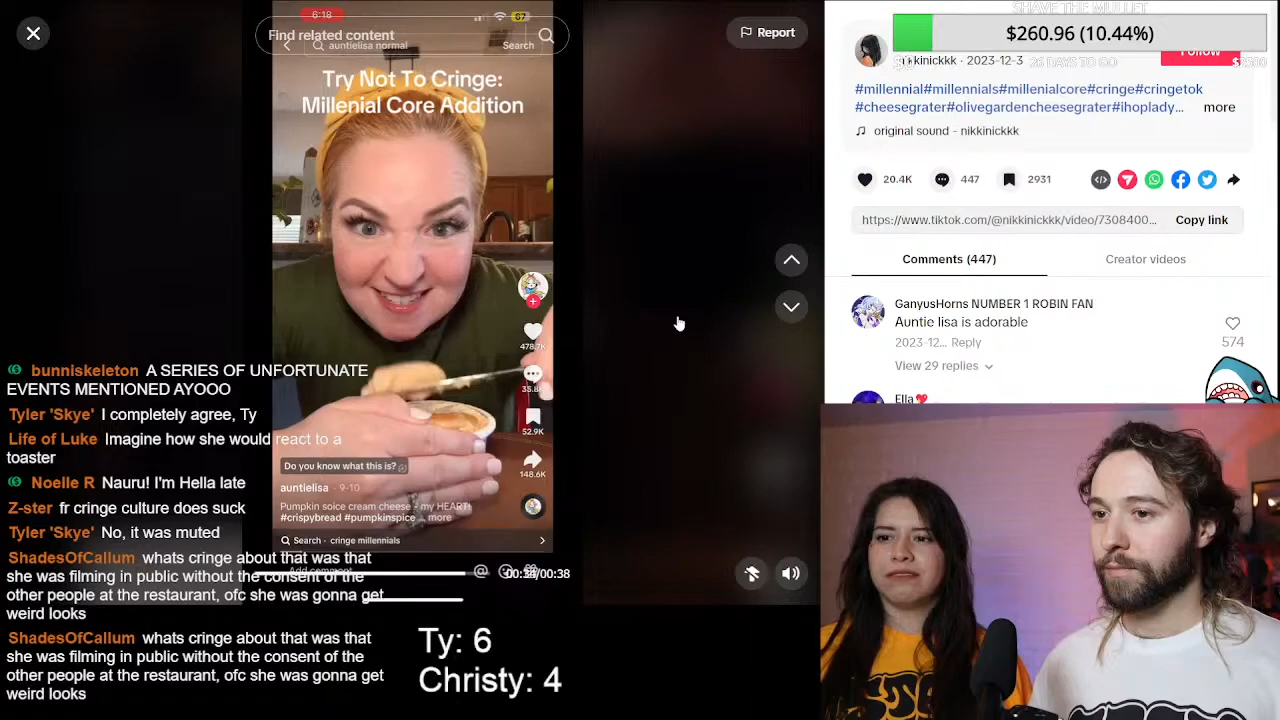 6:18
67
Find related content
auntielisa normal
Search
Try Not To Cringe:
Millenial Core Addition
Report
478.7K
35.8K
52.9K
148.6K
Do you know what this is?
auntielisa · 9-10
Pumpkin soice cream cheese - my HEART!
#crispybread #pumpkinspice ... more
Search · cringe millennials
Add comment...
/00:38
bunniskeleton A SERIES OF UNFORTUNATE
EVENTS MENTIONED AYOOO
Tyler 'Skye' I completely agree, Ty
Life of Luke Imagine how she would react to a
toaster
Noelle R Nauru! I'm Hella late
Z-ster fr cringe culture does suck
Tyler 'Skye' No, it was muted
ShadesOfCallum whats cringe about that was that
she was filming in public without the consent of the
other people at the restaurant, ofc she was gonna get
weird looks
ShadesOfCallum whats cringe about that was that
she was filming in public without the consent of the
other people at the restaurant, ofc she was gonna get
weird looks
Ty: 6
Christy: 4
SHAVE THE MULLET
$260.96 (10.44%)
26 DAYS TO GO
Follow
kinickkk · 2023-12-3
#millennial#millennials#millenialcore#cringe#cringetok
#cheesegrater#olivegardencheesegrater#ihoplady...
more
original sound - nikkinickkk
20.4K
447
2931
https://www.tiktok.com/@nikkinickkk/video/7308400...
Copy link
Comments (447)
Creator videos
GanyusHorns NUMBER 1 ROBIN FAN
Auntie lisa is adorable
2023-12... Reply
574
View 29 replies
Ella